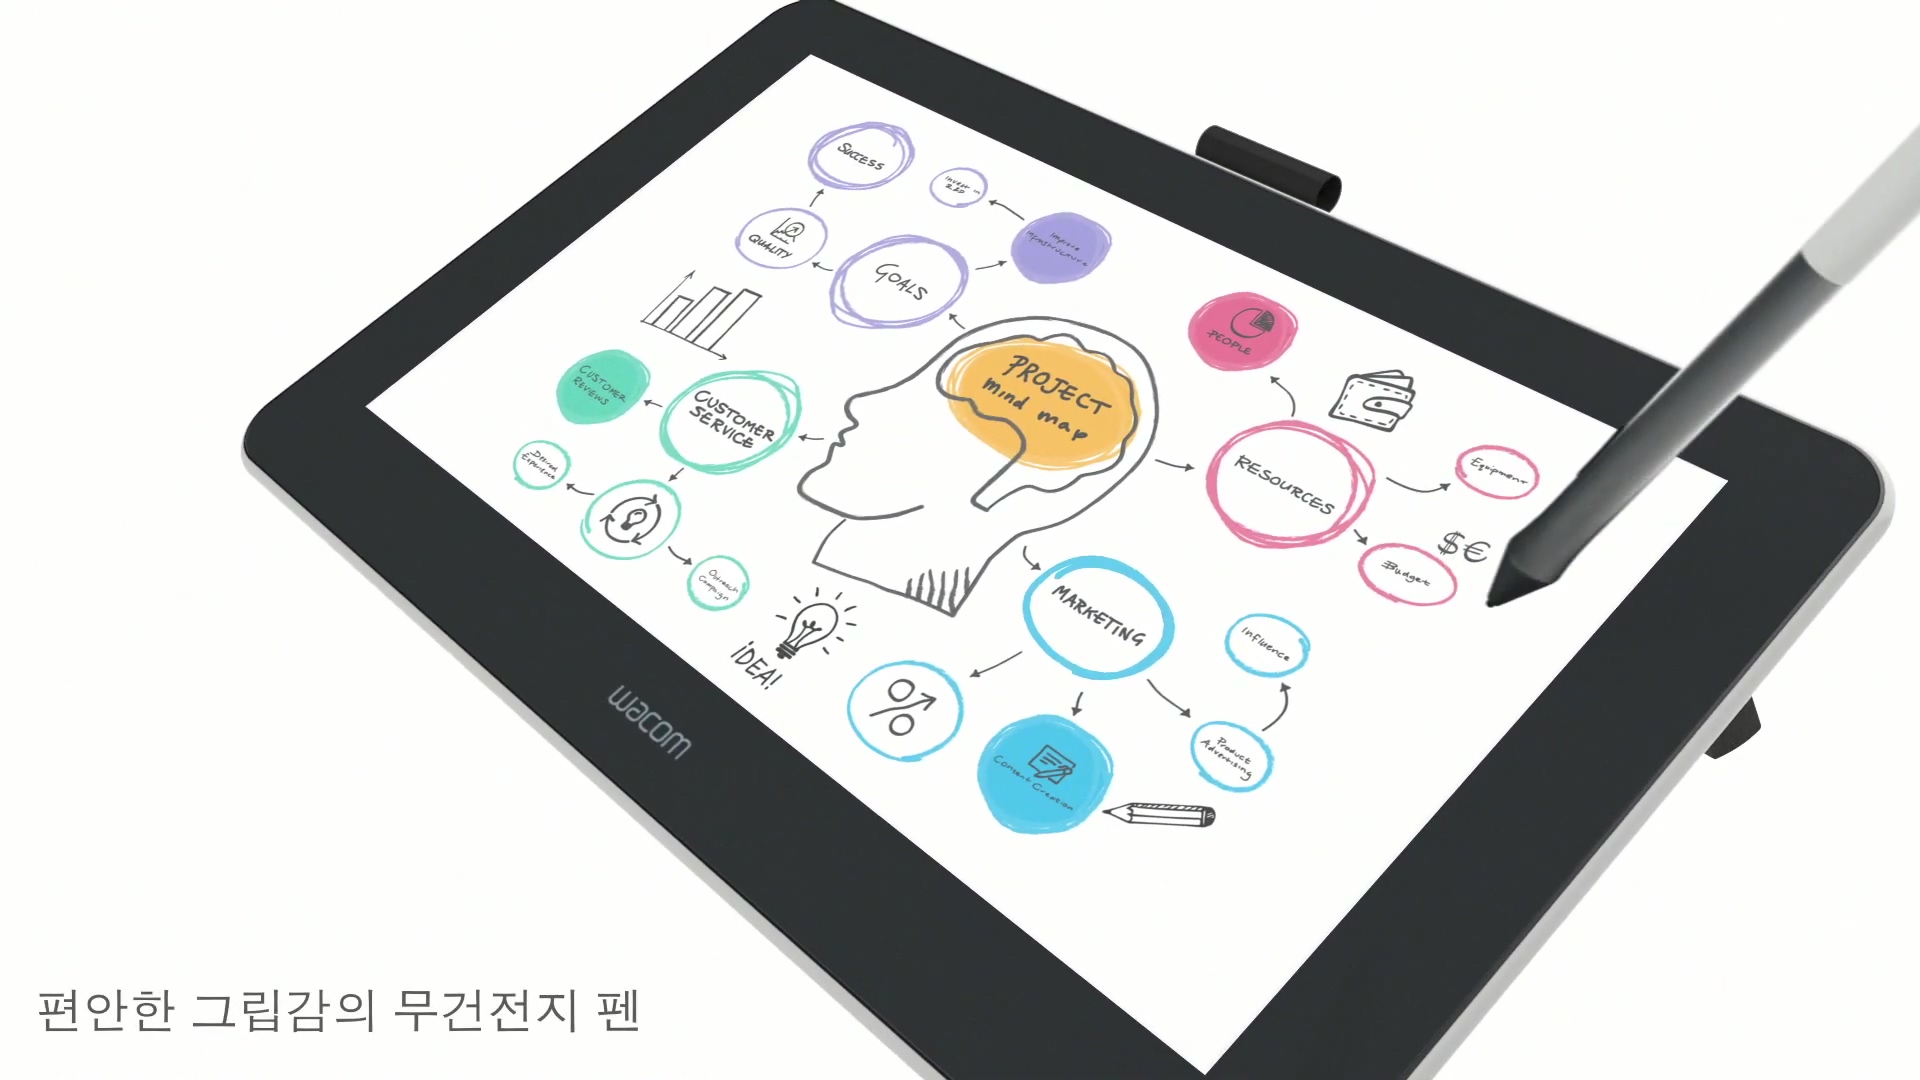 SUCCESS
Invest in
R&D
QUALITY
Improve
Infrastructure
GOALS
PEOPLE
PROJECT
mind map
CUSTOMER
REVIEWS
CUSTOMER
SERVICE
RESOURCES
Equipment
$€
Budget
Experience
Outreach
Campaign
MARKETING
Influence
iDEA!
%
Product
Advertising
Content Creation
wacom
편안한 그립감의 무건전지 펜